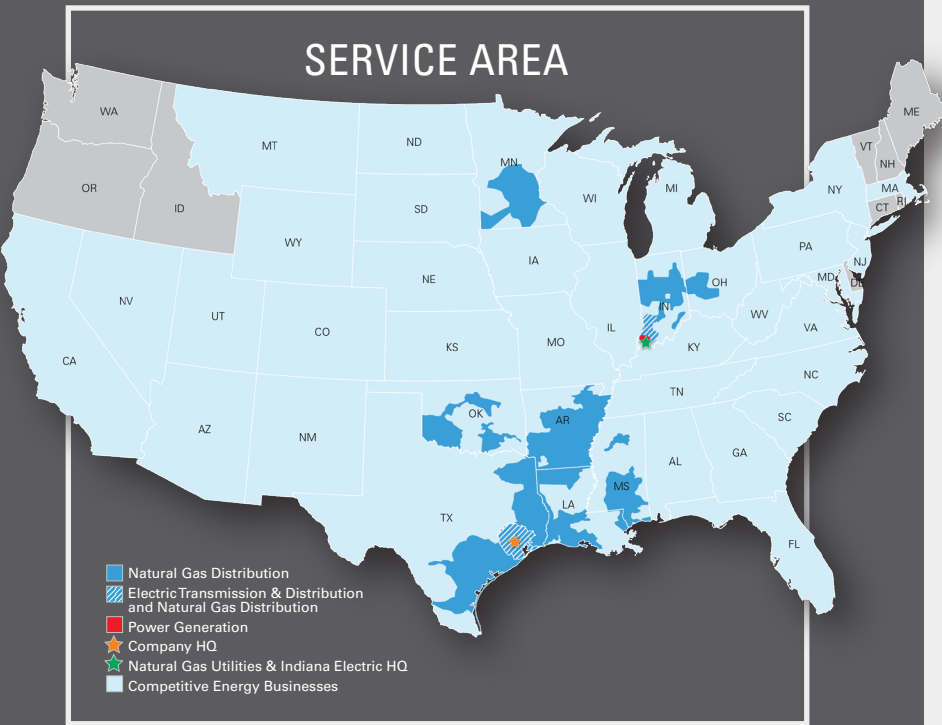 SERVICE AREA
WA
ME
MT
ND
VT
NH
MN
OR
ID
SD
WI
MI
NY
MA
CT
RI
WY
IA
PA
NE
OH
NJ
MD
DE
NV
UT
CO
IL
IN
WV
VA
CA
KS
MO
KY
NC
TN
AZ
NM
OK
AR
SC
AL
GA
MS
TX
LA
FL
Natural Gas Distribution
Electric Transmission & Distribution
and Natural Gas Distribution
Power Generation
Company HQ
Natural Gas Utilities & Indiana Electric HQ
Competitive Energy Businesses